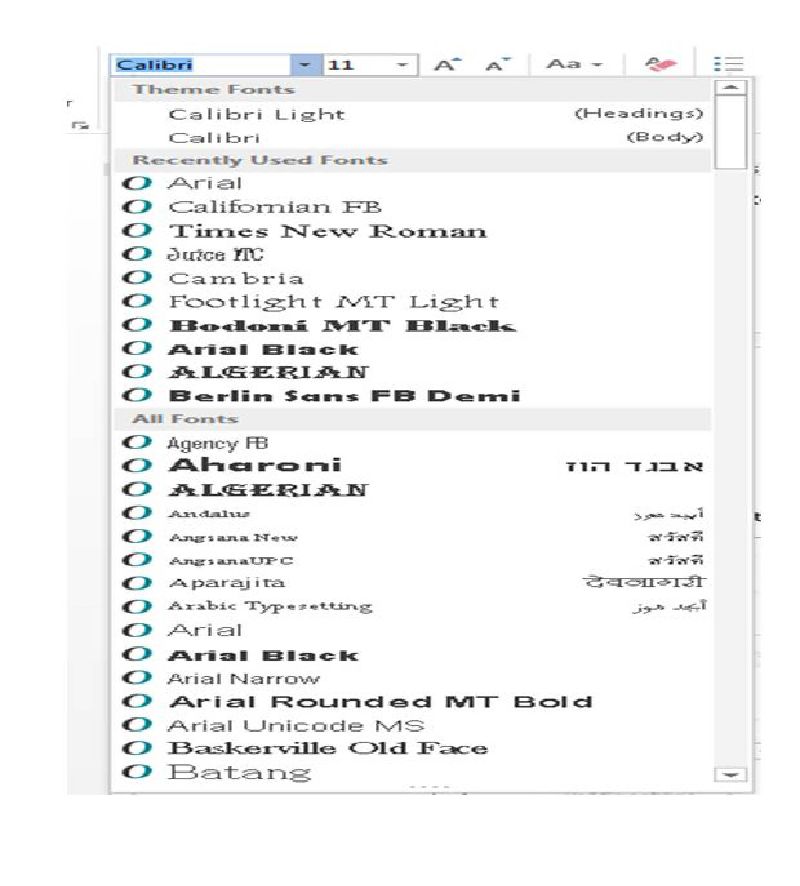 Calibri 11 A A Aa
Theme Fonts
Calibri Light (Headings)
Calibri (Body)
Recently Used Fonts
Arial
Californian FB
Times New Roman
Juice ITC
Cambria
Footlight MT Light
Bodoni MT Black
Arial Black
ALGERIAN
Berlin Sans FB Demi
All Fonts
Agency FB
Aharoni אבגד הוז
ALGERIAN
Andalus أبجد هوز
Angsana New สวัสดี
AngsanaUPC สวัสดี
Aparajita देवनागरी
Arabic Typesetting أبجد هوز
Arial
Arial Black
Arial Narrow
Arial Rounded MT Bold
Arial Unicode MS
Baskerville Old Face
Batang